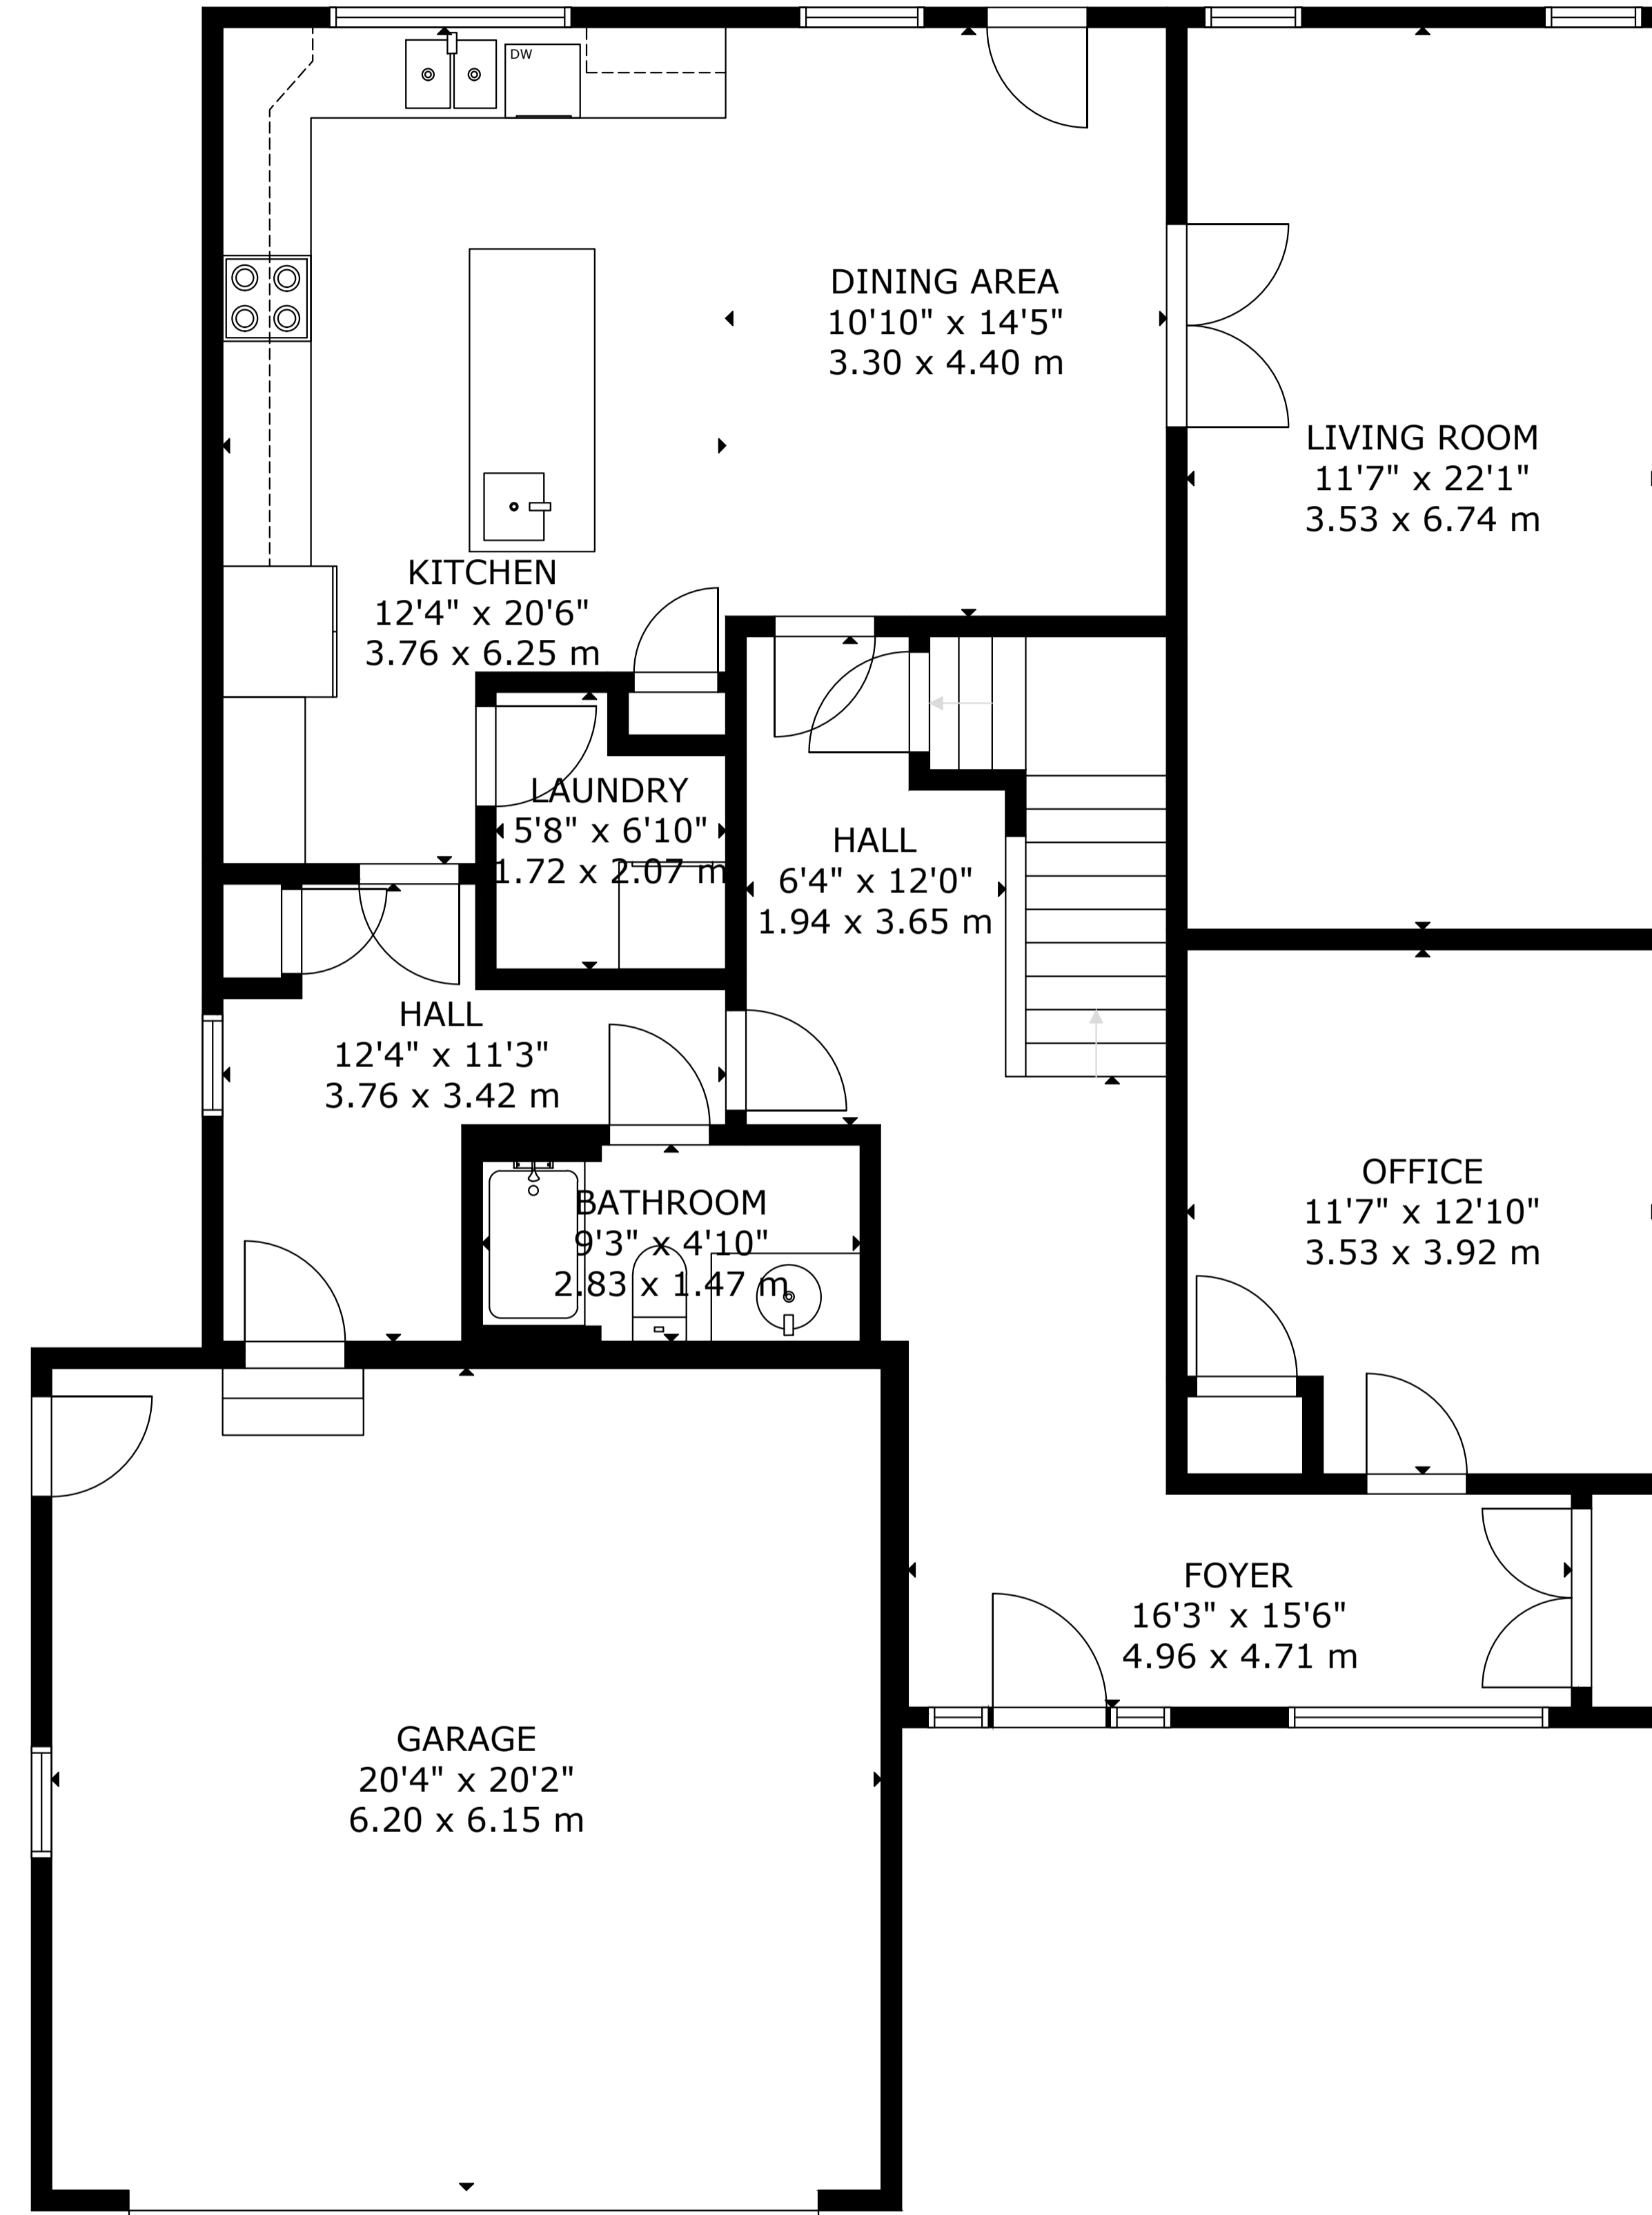 DW
DINING AREA
10'10" x 14'5"
3.30 x 4.40 m
LIVING ROOM
11'7" x 22'1"
3.53 x 6.74 m
KITCHEN
12'4" x 20'6"
3.76 x 6.25 m
LAUNDRY
5'8" x 6'10"
1.72 x 2.07 m
HALL
6'4" x 12'0"
1.94 x 3.65 m
HALL
12'4" x 11'3"
3.76 x 3.42 m
BATHROOM
9'3" x 4'10"
2.83 x 1.47 m
OFFICE
11'7" x 12'10"
3.53 x 3.92 m
FOYER
16'3" x 15'6"
4.96 x 4.71 m
GARAGE
20'4" x 20'2"
6.20 x 6.15 m